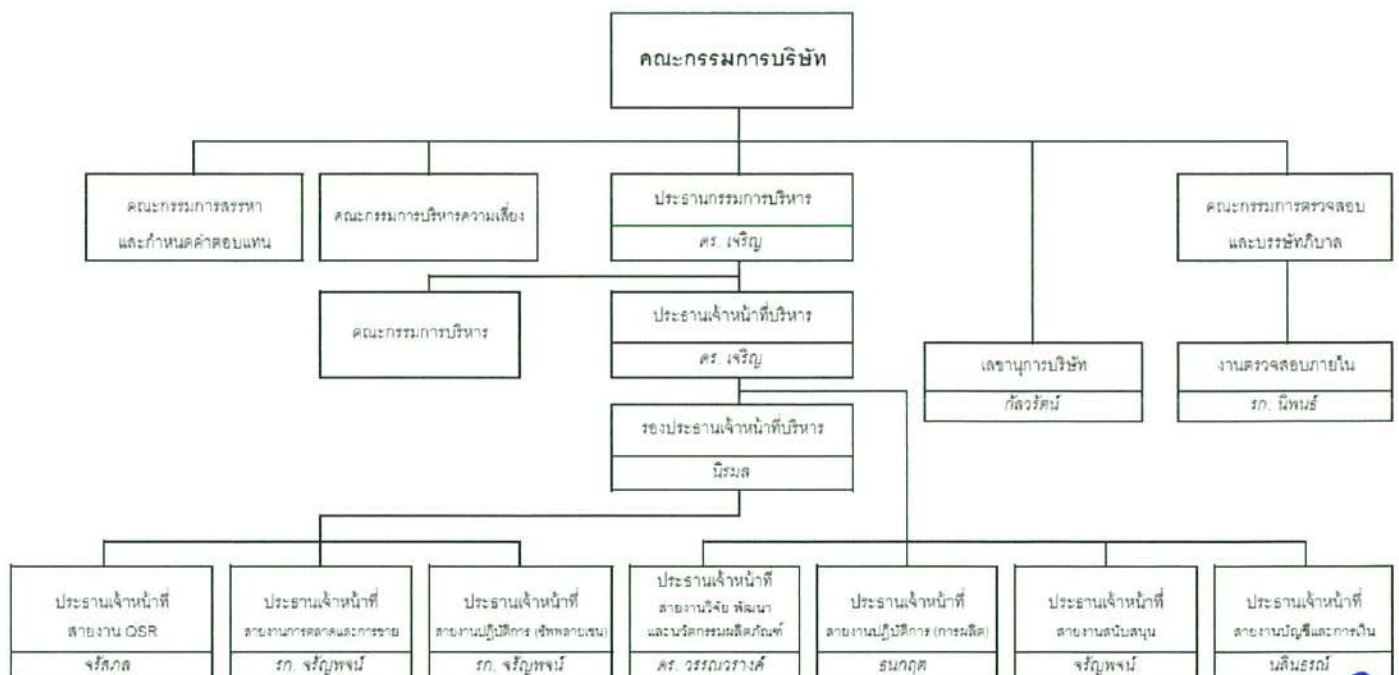 คณะกรรมการบริษัท
คณะกรรมการสรรหา
และกำหนดค่าตอบแทน
คณะกรรมการบริหารความเสี่ยง
ประธานกรรมการบริหาร
ดร. เจริญ
คณะกรรมการตรวจสอบ
และบรรษัทภิบาล
คณะกรรมการบริหาร
ประธานเจ้าหน้าที่บริหาร
ดร. เจริญ
เลขานุการบริษัท
กัลวรัตน์
งานตรวจสอบภายใน
รก. นิพนธ์
รองประธานเจ้าหน้าที่บริหาร
นิรมล
ประธานเจ้าหน้าที่
สายงาน QSR
จรัสภล
ประธานเจ้าหน้าที่
สายงานการตลาดและการขาย
รก. จรัญพจน์
ประธานเจ้าหน้าที่
สายงานปฏิบัติการ (ซัพพลายเชน)
รก. จรัญพจน์
ประธานเจ้าหน้าที่
สายงานวิจัย พัฒนา
และนวัตกรรมผลิตภัณฑ์
ดร. วรรณวรางค์
ประธานเจ้าหน้าที่
สายงานปฏิบัติการ (การผลิต)
ธนกฤต
ประธานเจ้าหน้าที่
สายงานสนับสนุน
จรัญพจน์
ประธานเจ้าหน้าที่
สายงานบัญชีและการเงิน
นลินธรณ์